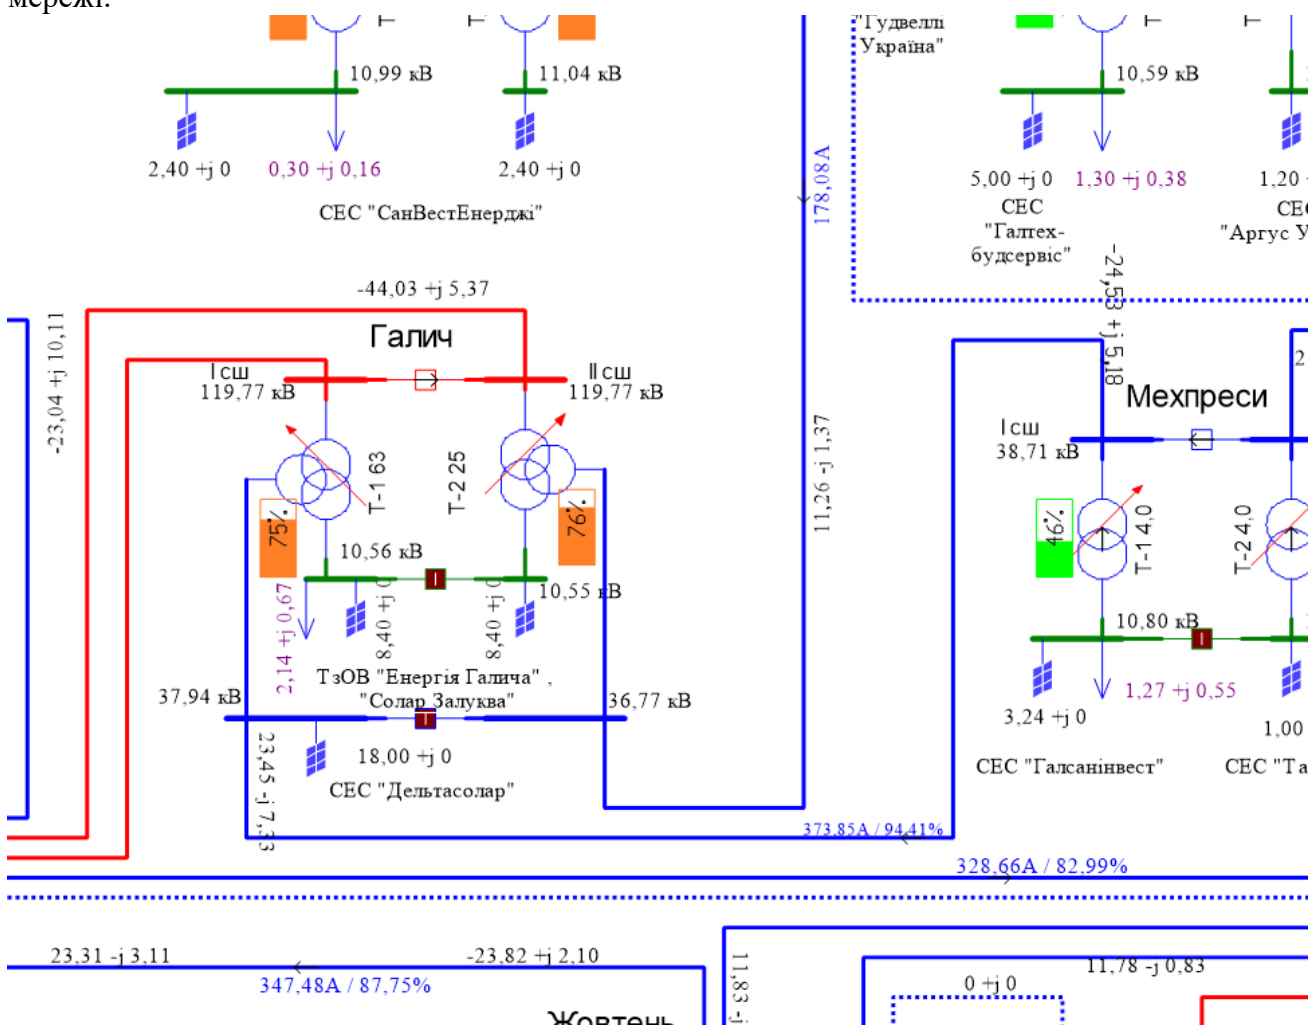 мережі.
"Гудвеллі
Україна"
Т
Т
Т
Т
10,99 кВ
11,04 кВ
10,59 кВ
2,40 +j 0
0,30 +j 0,16
2,40 +j 0
СЕС "СанВестЕнерджі"
178,08А
5,00 +j 0
1,30 +j 0,38
1,20
СЕС
"Галтех-
будсервіс"
"Аргус У
-44,03 +j 5,37
-23,04 +j 10,11
-24,53 +j 5,18
Галич
І сш
119,77 кВ
ІІ сш
119,77 кВ
Мехпреси
І сш
38,71 кВ
2
Т-1 63
Т-2 25
75%
76%
11,26 -j 1,37
46%
Т-1 4,0
Т-2 4,0
10,56 кВ
10,55 кВ
2,14 +j 0,67
8,40 +j 0
8,40 +j 0
10,80 кВ
ТзОВ "Енергія Галича" ,
"Солар Залуква"
37,94 кВ
36,77 кВ
1,27 +j 0,55
3,24 +j 0
1,00
23,45 -j 7,33
18,00 +j 0
СЕС "Дельтасолар"
СЕС "Галсанінвест"
СЕС "Та
373,85А / 94,41%
328,66А / 82,99%
23,31 -j 3,11
-23,82 +j 2,10
347,48А / 87,75%
11,83 -j
11,78 -j 0,83
0 +j 0
Жовтень